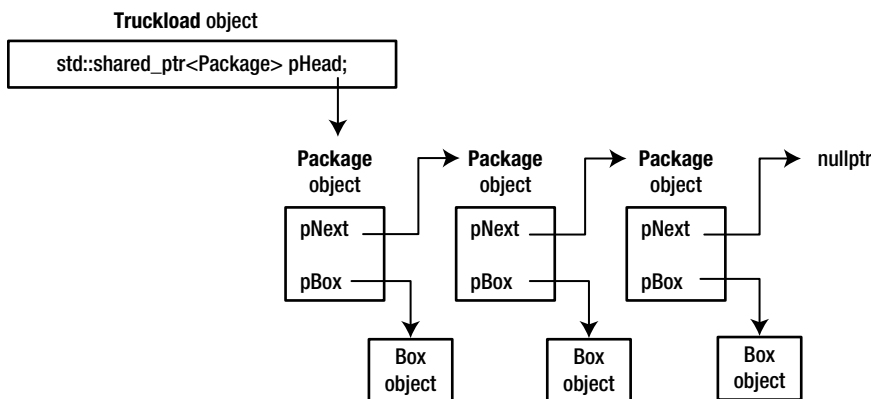 Truckload object
std::shared_ptr<Package> pHead;
Package
object
Package
object
Package
object
nullptr
pNext
pBox
pNext
pBox
pNext
pBox
Box
object
Box
object
Box
object